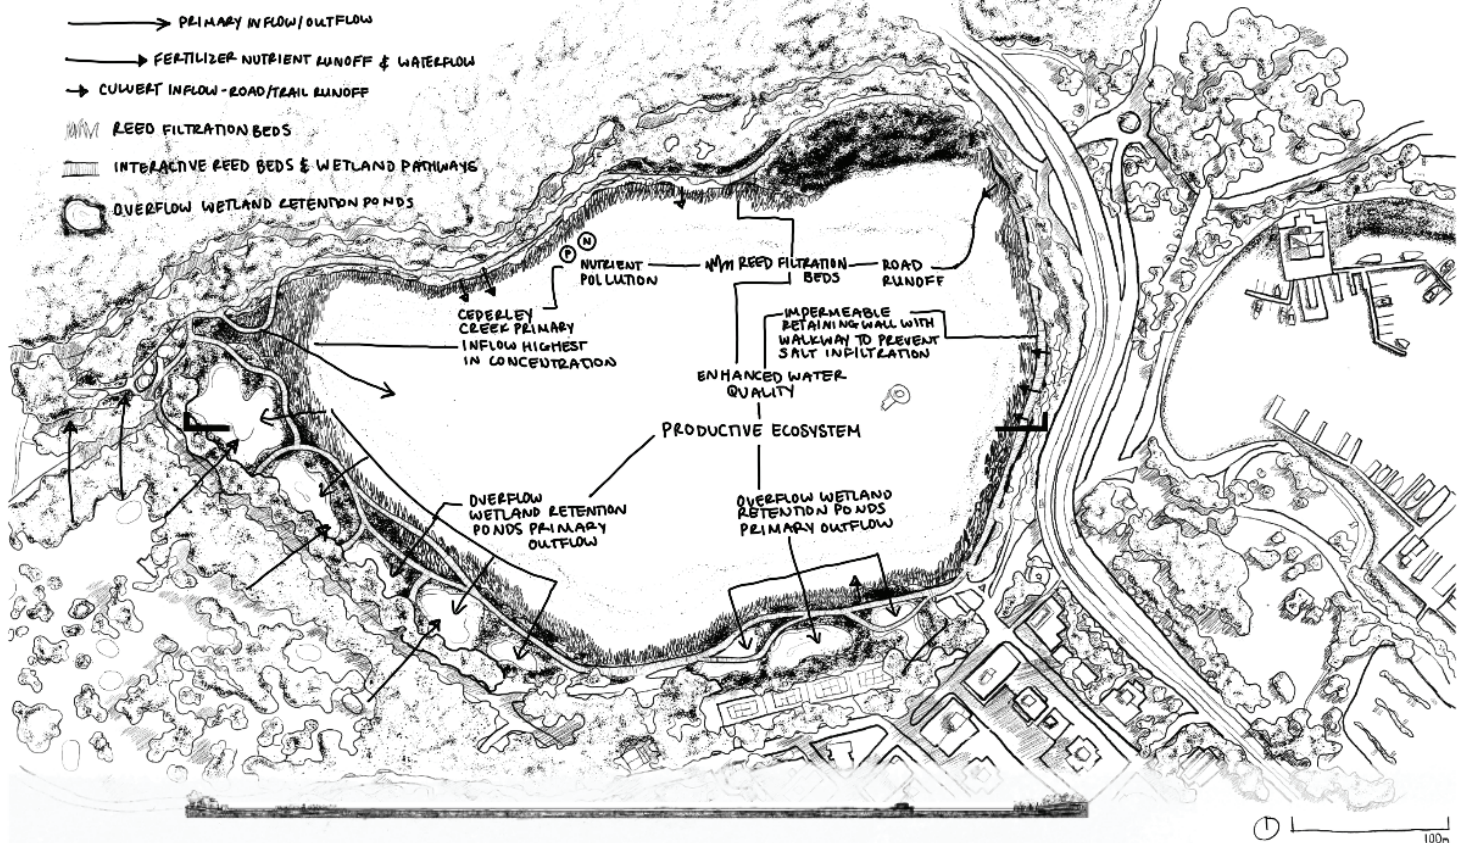 PRIMARY INFLOW/OUTFLOW
FERTILIZER NUTRIENT RUNOFF & WATERFLOW
CULVERT INFLOW - ROAD/TRAIL RUNOFF
REED FILTRATION BEDS
INTERACTIVE REED BEDS & WETLAND PATHWAYS
OVERFLOW WETLAND RETENTION PONDS
N
P
NUTRIENT
POLLUTION
REED FILTRATION
BEDS
ROAD
RUNOFF
CEDERLEY
CREEK PRIMARY
INFLOW HIGHEST
IN CONCENTRATION
IMPERMEABLE
RETAINING WALL WITH
WALKWAY TO PREVENT
SALT INFILTRATION
ENHANCED WATER
QUALITY
PRODUCTIVE ECOSYSTEM
OVERFLOW
WETLAND RETENTION
PONDS PRIMARY
OUTFLOW
OVERFLOW WETLAND
RETENTION PONDS
PRIMARY OUTFLOW
100m